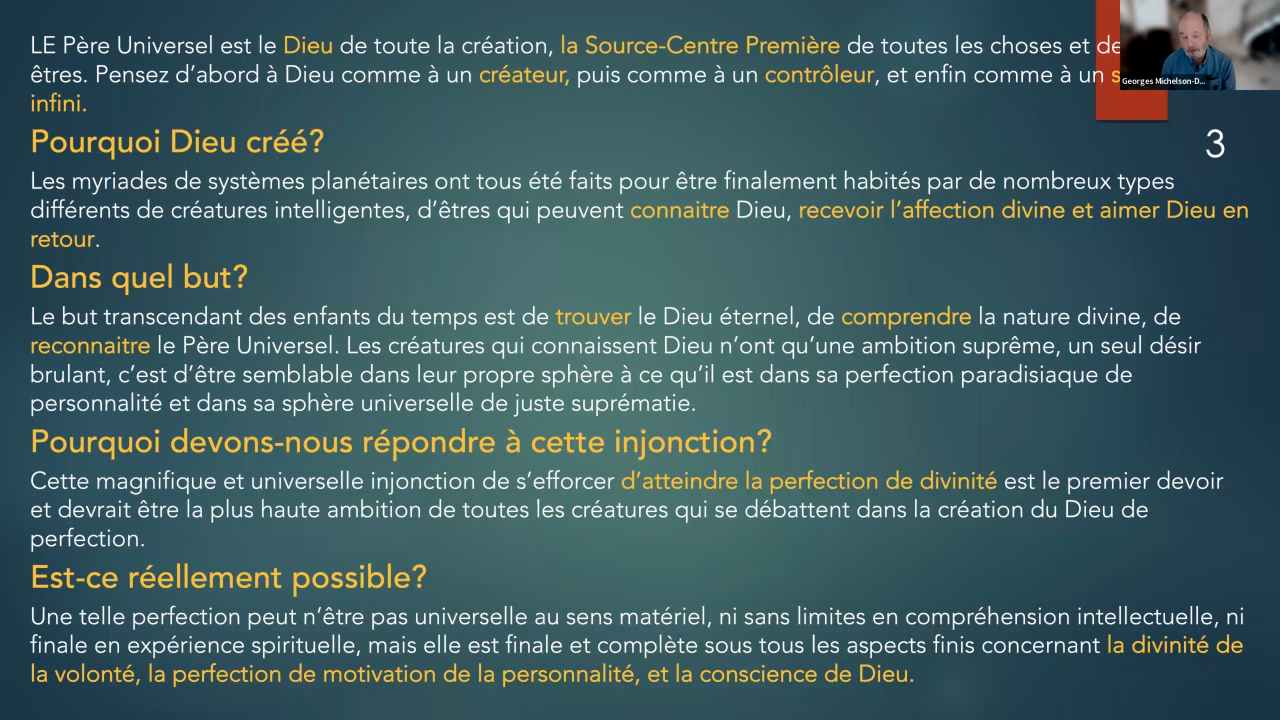 LE Père Universel est le Dieu de toute la création, la Source-Centre Première de toutes les choses et de
êtres. Pensez d’abord à Dieu comme à un créateur, puis comme à un contrôleur, et enfin comme à un
infini.
Georges Michelson-D...
Pourquoi Dieu créé?
3
Les myriades de systèmes planétaires ont tous été faits pour être finalement habités par de nombreux types
différents de créatures intelligentes, d’êtres qui peuvent connaitre Dieu, recevoir l’affection divine et aimer Dieu en
retour.
Dans quel but?
Le but transcendant des enfants du temps est de trouver le Dieu éternel, de comprendre la nature divine, de
reconnaitre le Père Universel. Les créatures qui connaissent Dieu n’ont qu’une ambition suprême, un seul désir
brulant, c’est d’être semblable dans leur propre sphère à ce qu’il est dans sa perfection paradisiaque de
personnalité et dans sa sphère universelle de juste suprématie.
Pourquoi devons-nous répondre à cette injonction?
Cette magnifique et universelle injonction de s’efforcer d’atteindre la perfection de divinité est le premier devoir
et devrait être la plus haute ambition de toutes les créatures qui se débattent dans la création du Dieu de
perfection.
Est-ce réellement possible?
Une telle perfection peut n’être pas universelle au sens matériel, ni sans limites en compréhension intellectuelle, ni
finale en expérience spirituelle, mais elle est finale et complète sous tous les aspects finis concernant la divinité de
la volonté, la perfection de motivation de la personnalité, et la conscience de Dieu.